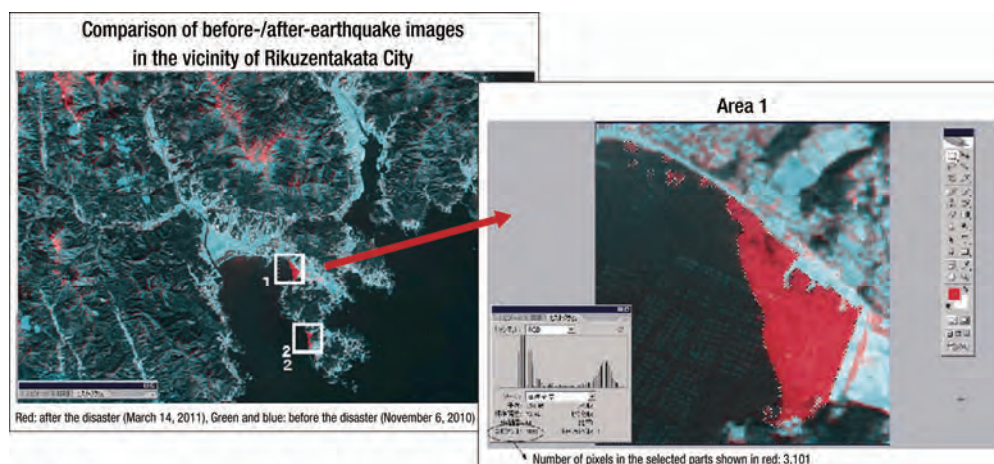 Comparison of before-/after-earthquake images
in the vicinity of Rikuzentakata City
1
2
2
Red: after the disaster (March 14, 2011), Green and blue: before the disaster (November 6, 2010)
Area 1
RGB
Number of pixels in the selected parts shown in red: 3,101